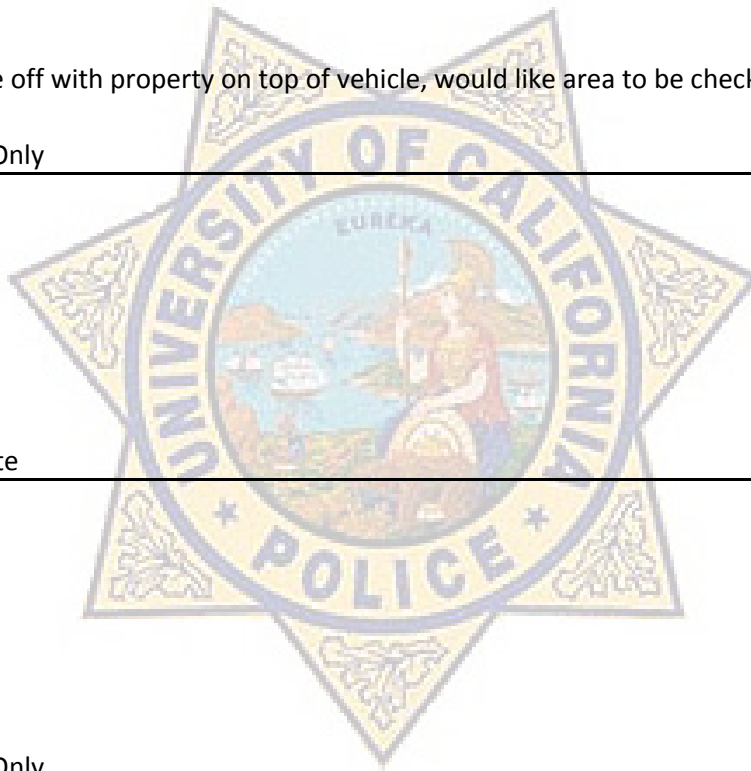 e off with property on top of vehicle, would like area to be check
Only
UNIVERSITY OF CALIFORNIA
EUREKA
te
POLICE
Only